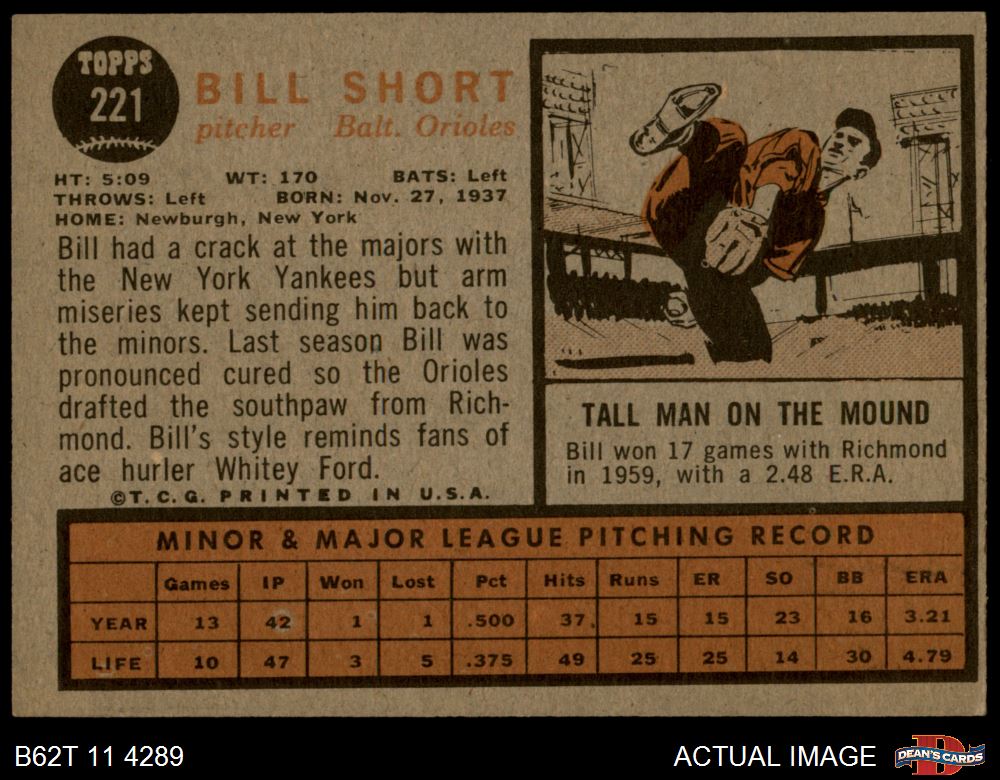 TOPPS
221
BILL SHORT
pitcher Balt. Orioles
HT: 5:09 WT: 170 BATS: Left
THROWS: Left BORN: Nov. 27, 1937
HOME: Newburgh, New York
Bill had a crack at the majors with
the New York Yankees but arm
miseries kept sending him back to
the minors. Last season Bill was
pronounced cured so the Orioles
drafted the southpaw from Rich-
mond. Bill's style reminds fans of
ace hurler Whitey Ford.
©T.C.G. PRINTED IN U.S.A.
TALL MAN ON THE MOUND
Bill won 17 games with Richmond
in 1959, with a 2.48 E.R.A.
MINOR & MAJOR LEAGUE PITCHING RECORD
Games IP Won Lost Pct Hits Runs ER SO BB ERA
YEAR 13 42 1 1 .500 37 15 15 23 16 3.21
LIFE 10 47 3 5 .375 49 25 25 14 30 4.79
B62T 11 4289
ACTUAL IMAGE
D
DEAN'S CARDS